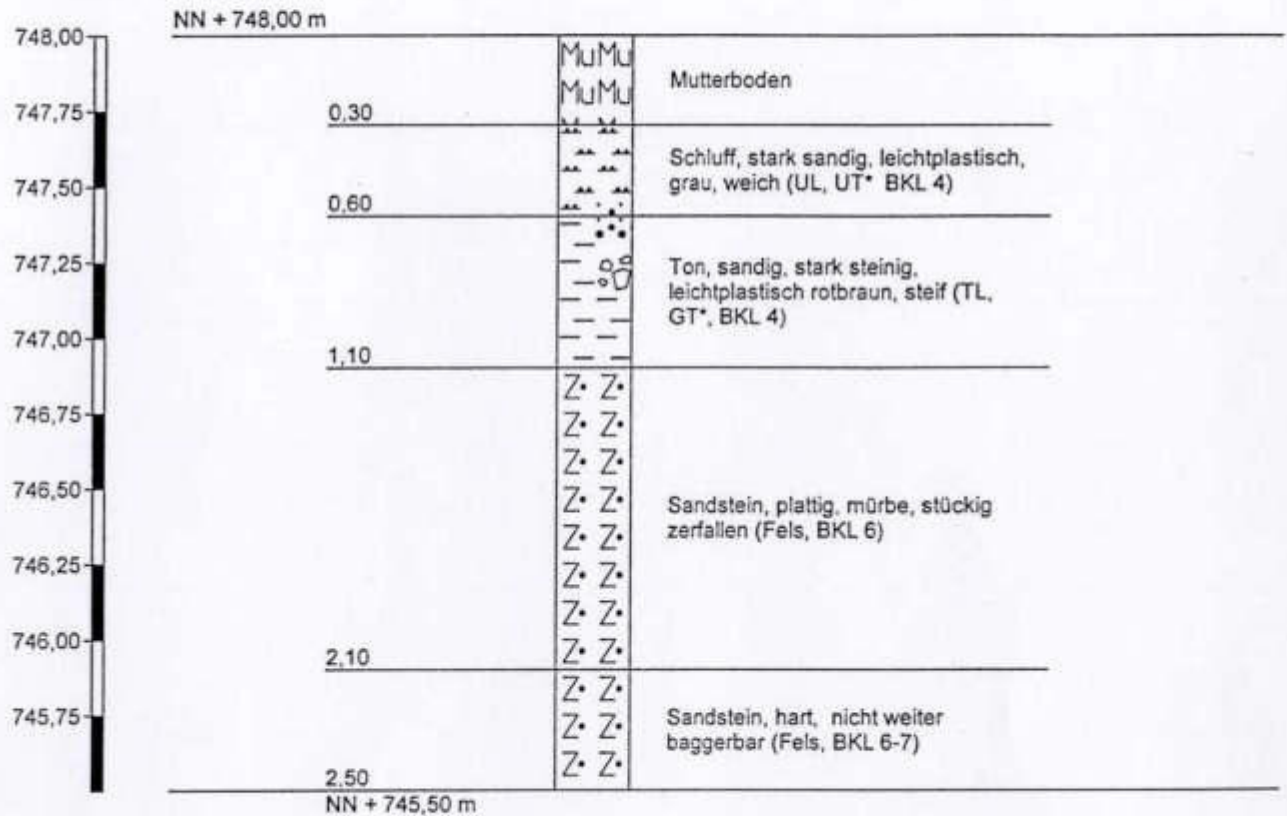 NN + 748,00 m
748,00
MuMu
MuMu
Mutterboden
747,75
0,30
Schluff, stark sandig, leichtplastisch,
grau, weich (UL, UT* BKL 4)
747,50
0,60
747,25
Ton, sandig, stark steinig,
leichtplastisch rotbraun, steif (TL,
GT*, BKL 4)
747,00
1,10
Z· Z·
746,75
Z· Z·
Z· Z·
746,50
Z· Z·
Sandstein, plattig, mürbe, stückig
zerfallen (Fels, BKL 6)
Z· Z·
746,25
Z· Z·
Z· Z·
746,00
Z· Z·
2,10
Z· Z·
745,75
Z· Z·
Sandstein, hart, nicht weiter
baggerbar (Fels, BKL 6-7)
Z· Z·
2,50
NN + 745,50 m